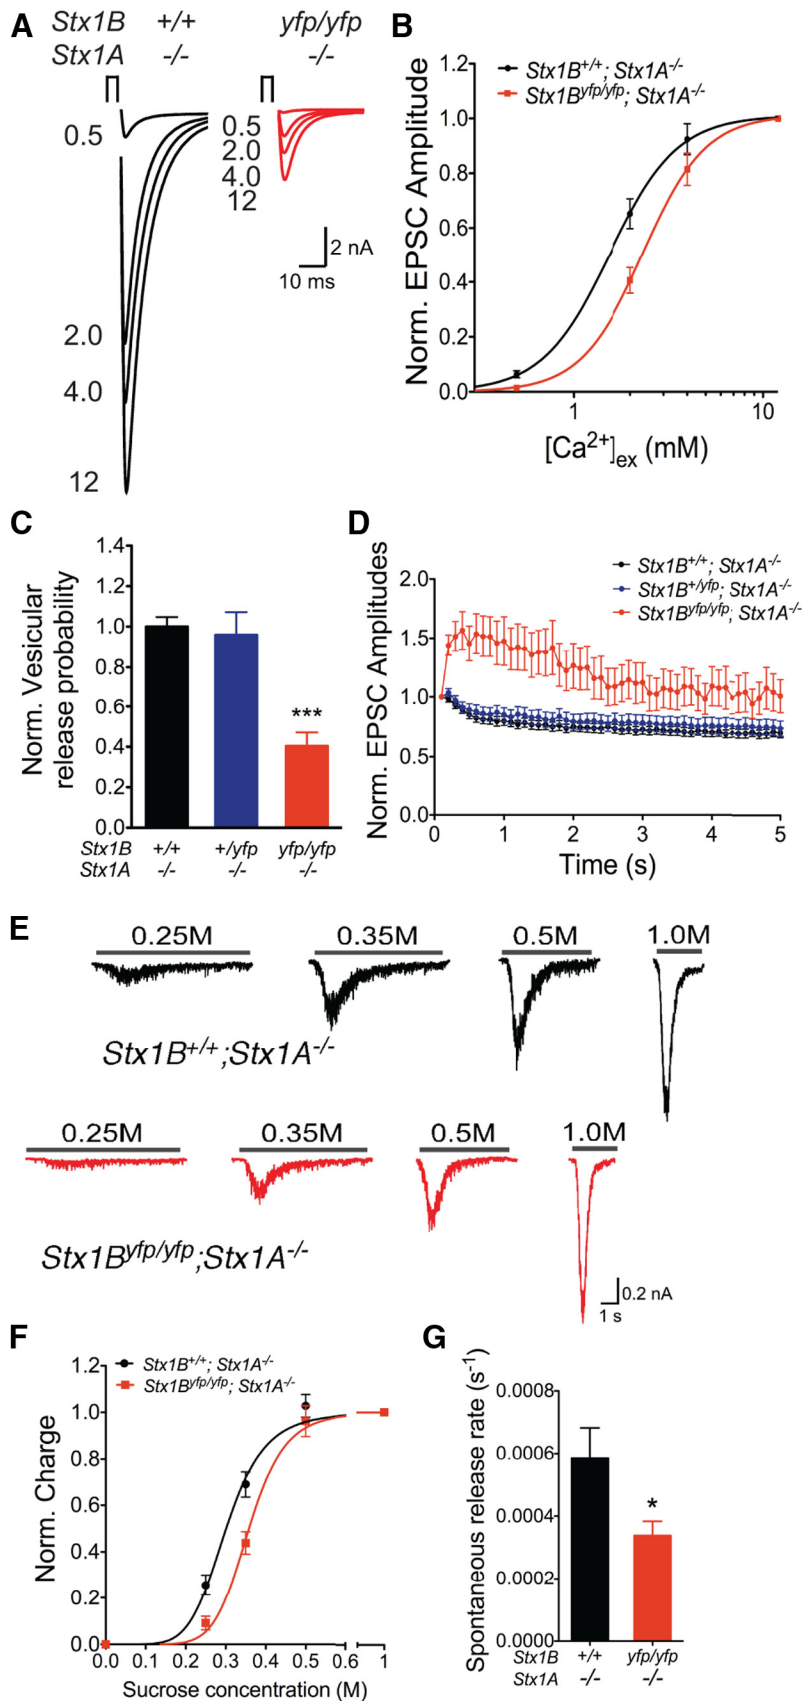 A
Stx1B +/+ yfp/yfp
Stx1A -/- -/-
0.5
2.0
4.0
12
0.5
2.0
4.0
12
2 nA
10 ms
B
Stx1B+/+; Stx1A-/-
Stx1Byfp/yfp; Stx1A-/-
Norm. EPSC Amplitude
1.2
1.0
0.8
0.6
0.4
0.2
0.0
1 10
[Ca2+]ex (mM)
C
Norm. Vesicular
release probability
1.4
1.2
1.0
0.8
0.6
0.4
0.2
0.0
***
Stx1B +/+ +/yfp yfp/yfp
Stx1A -/- -/- -/-
D
Stx1B+/+; Stx1A-/-
Stx1B+/yfp; Stx1A-/-
Stx1Byfp/yfp; Stx1A-/-
Norm. EPSC Amplitudes
2.0
1.5
1.0
0.5
0.0
0 1 2 3 4 5
Time (s)
E
0.25M 0.35M 0.5M 1.0M
Stx1B+/+;Stx1A-/-
0.25M 0.35M 0.5M 1.0M
Stx1Byfp/yfp;Stx1A-/-
0.2 nA
1 s
F
Stx1B+/+; Stx1A-/-
Stx1Byfp/yfp; Stx1A-/-
Norm. Charge
1.2
1.0
0.8
0.6
0.4
0.2
0.0
0.0 0.1 0.2 0.3 0.4 0.5 0.6 1
Sucrose concentration (M)
G
Spontaneous release rate (s-1)
0.0008
0.0006
0.0004
0.0002
0.0000
*
Stx1B +/+ yfp/yfp
Stx1A -/- -/-